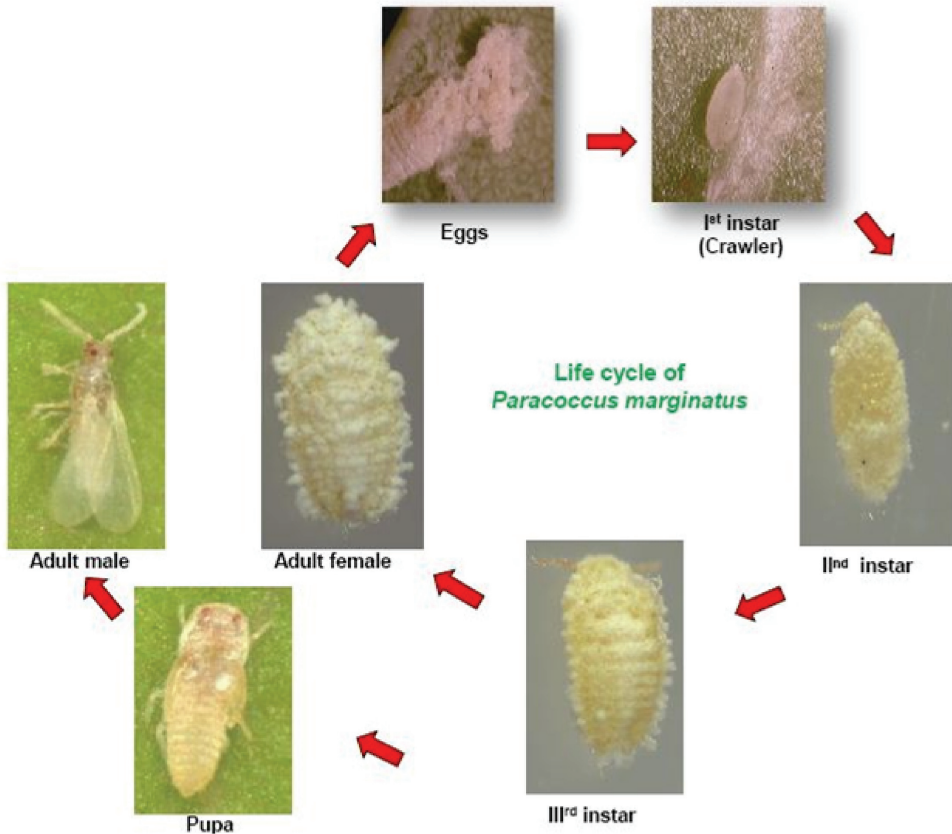 Eggs
Iˢᵗ instar
(Crawler)
Life cycle of
Paracoccus marginatus
Adult male
Adult female
IIⁿᵈ instar
IIIʳᵈ instar
Pupa